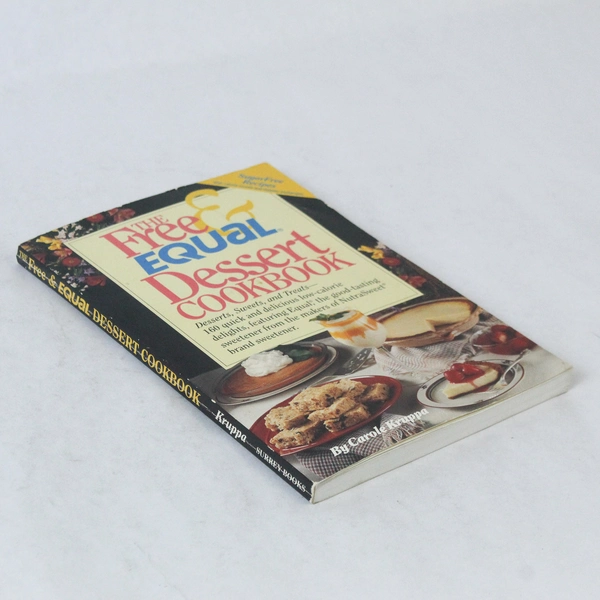 Sugar-Free
Recipes
THE
Free &
EQUAL
Dessert
COOKBOOK
Desserts, Sweets, and Treats—
160 quick and delicious low-calorie
delights, featuring Equal®, the good-tasting
sweetener from the makers of NutraSweet®
brand sweetener.
By Carole Kruppa
THE Free & EQUAL DESSERT COOKBOOK — Kruppa — SURREY BOOKS